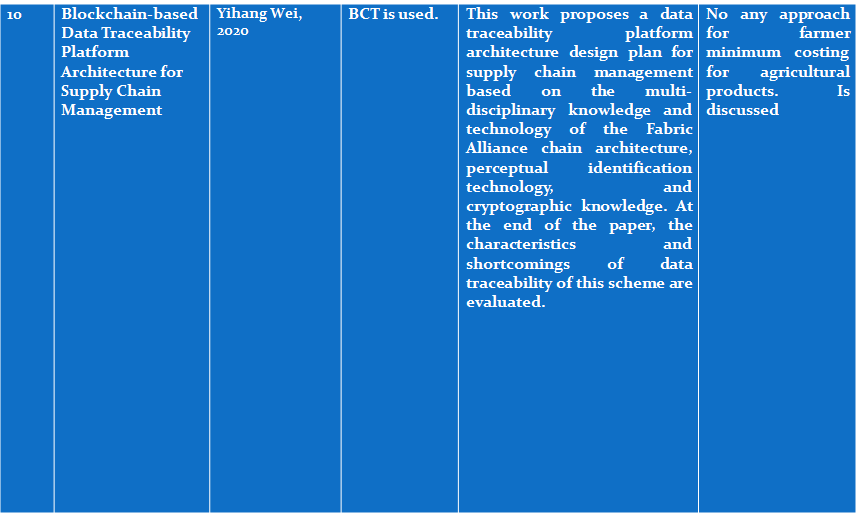 10
Blockchain-based
Data Traceability
Platform
Architecture for
Supply Chain
Management
Yihang Wei,
2020
BCT is used.
This work proposes a data
traceability platform
architecture design plan for
supply chain management
based on the multi-
disciplinary knowledge and
technology of the Fabric
Alliance chain architecture,
perceptual identification
technology, and
cryptographic knowledge. At
the end of the paper, the
characteristics and
shortcomings of data
traceability of this scheme are
evaluated.
No any approach
for farmer
minimum costing
for agricultural
products. Is
discussed